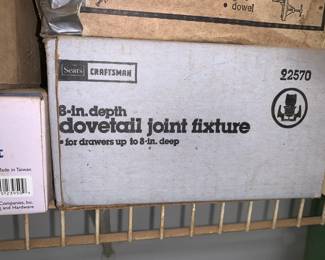 dowel
Sears CRAFTSMAN
22570
8-in. depth
dovetail joint fixture
• for drawers up to 8-in. deep
Made in Taiwan
Companies, Inc.
and Hardware